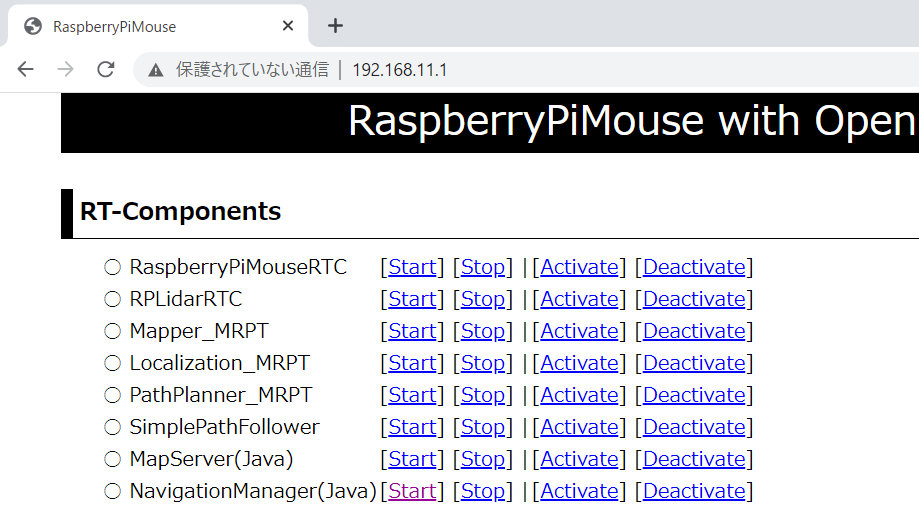 RaspberryPiMouse
保護されていない通信 | 192.168.11.1
RaspberryPiMouse with Open
RT-Components
○ RaspberryPiMouseRTC [Start] [Stop] | [Activate] [Deactivate]
○ RPLidarRTC [Start] [Stop] | [Activate] [Deactivate]
○ Mapper_MRPT [Start] [Stop] | [Activate] [Deactivate]
○ Localization_MRPT [Start] [Stop] | [Activate] [Deactivate]
○ PathPlanner_MRPT [Start] [Stop] | [Activate] [Deactivate]
○ SimplePathFollower [Start] [Stop] | [Activate] [Deactivate]
○ MapServer(Java) [Start] [Stop] | [Activate] [Deactivate]
○ NavigationManager(Java) [Start] [Stop] | [Activate] [Deactivate]